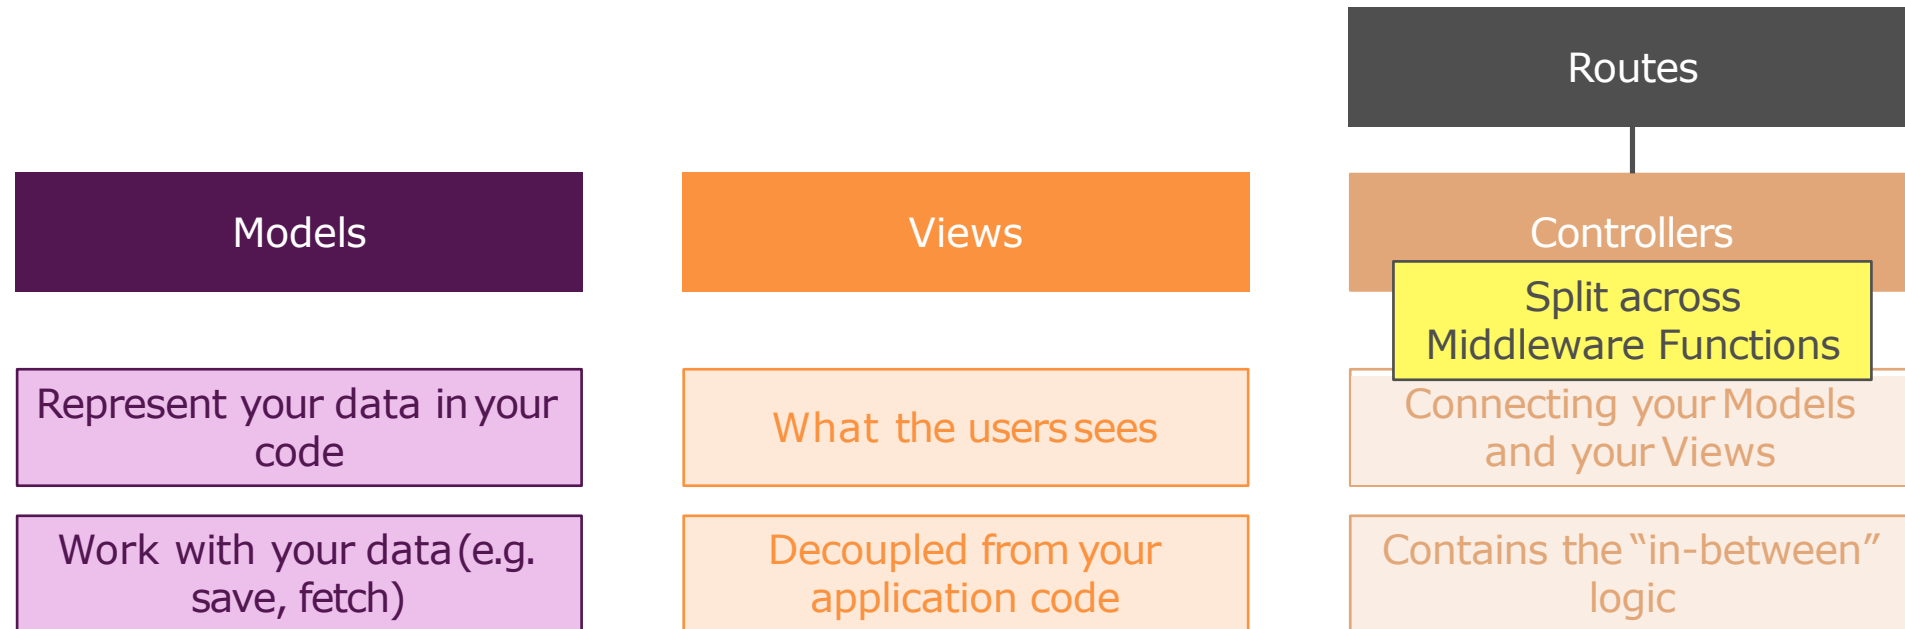 Routes
Models
Views
Controllers
Split across
Middleware Functions
Represent your data in your
code
What the users sees
Connecting your Models
and your Views
Work with your data (e.g.
save, fetch)
Decoupled from your
application code
Contains the “in-between”
logic